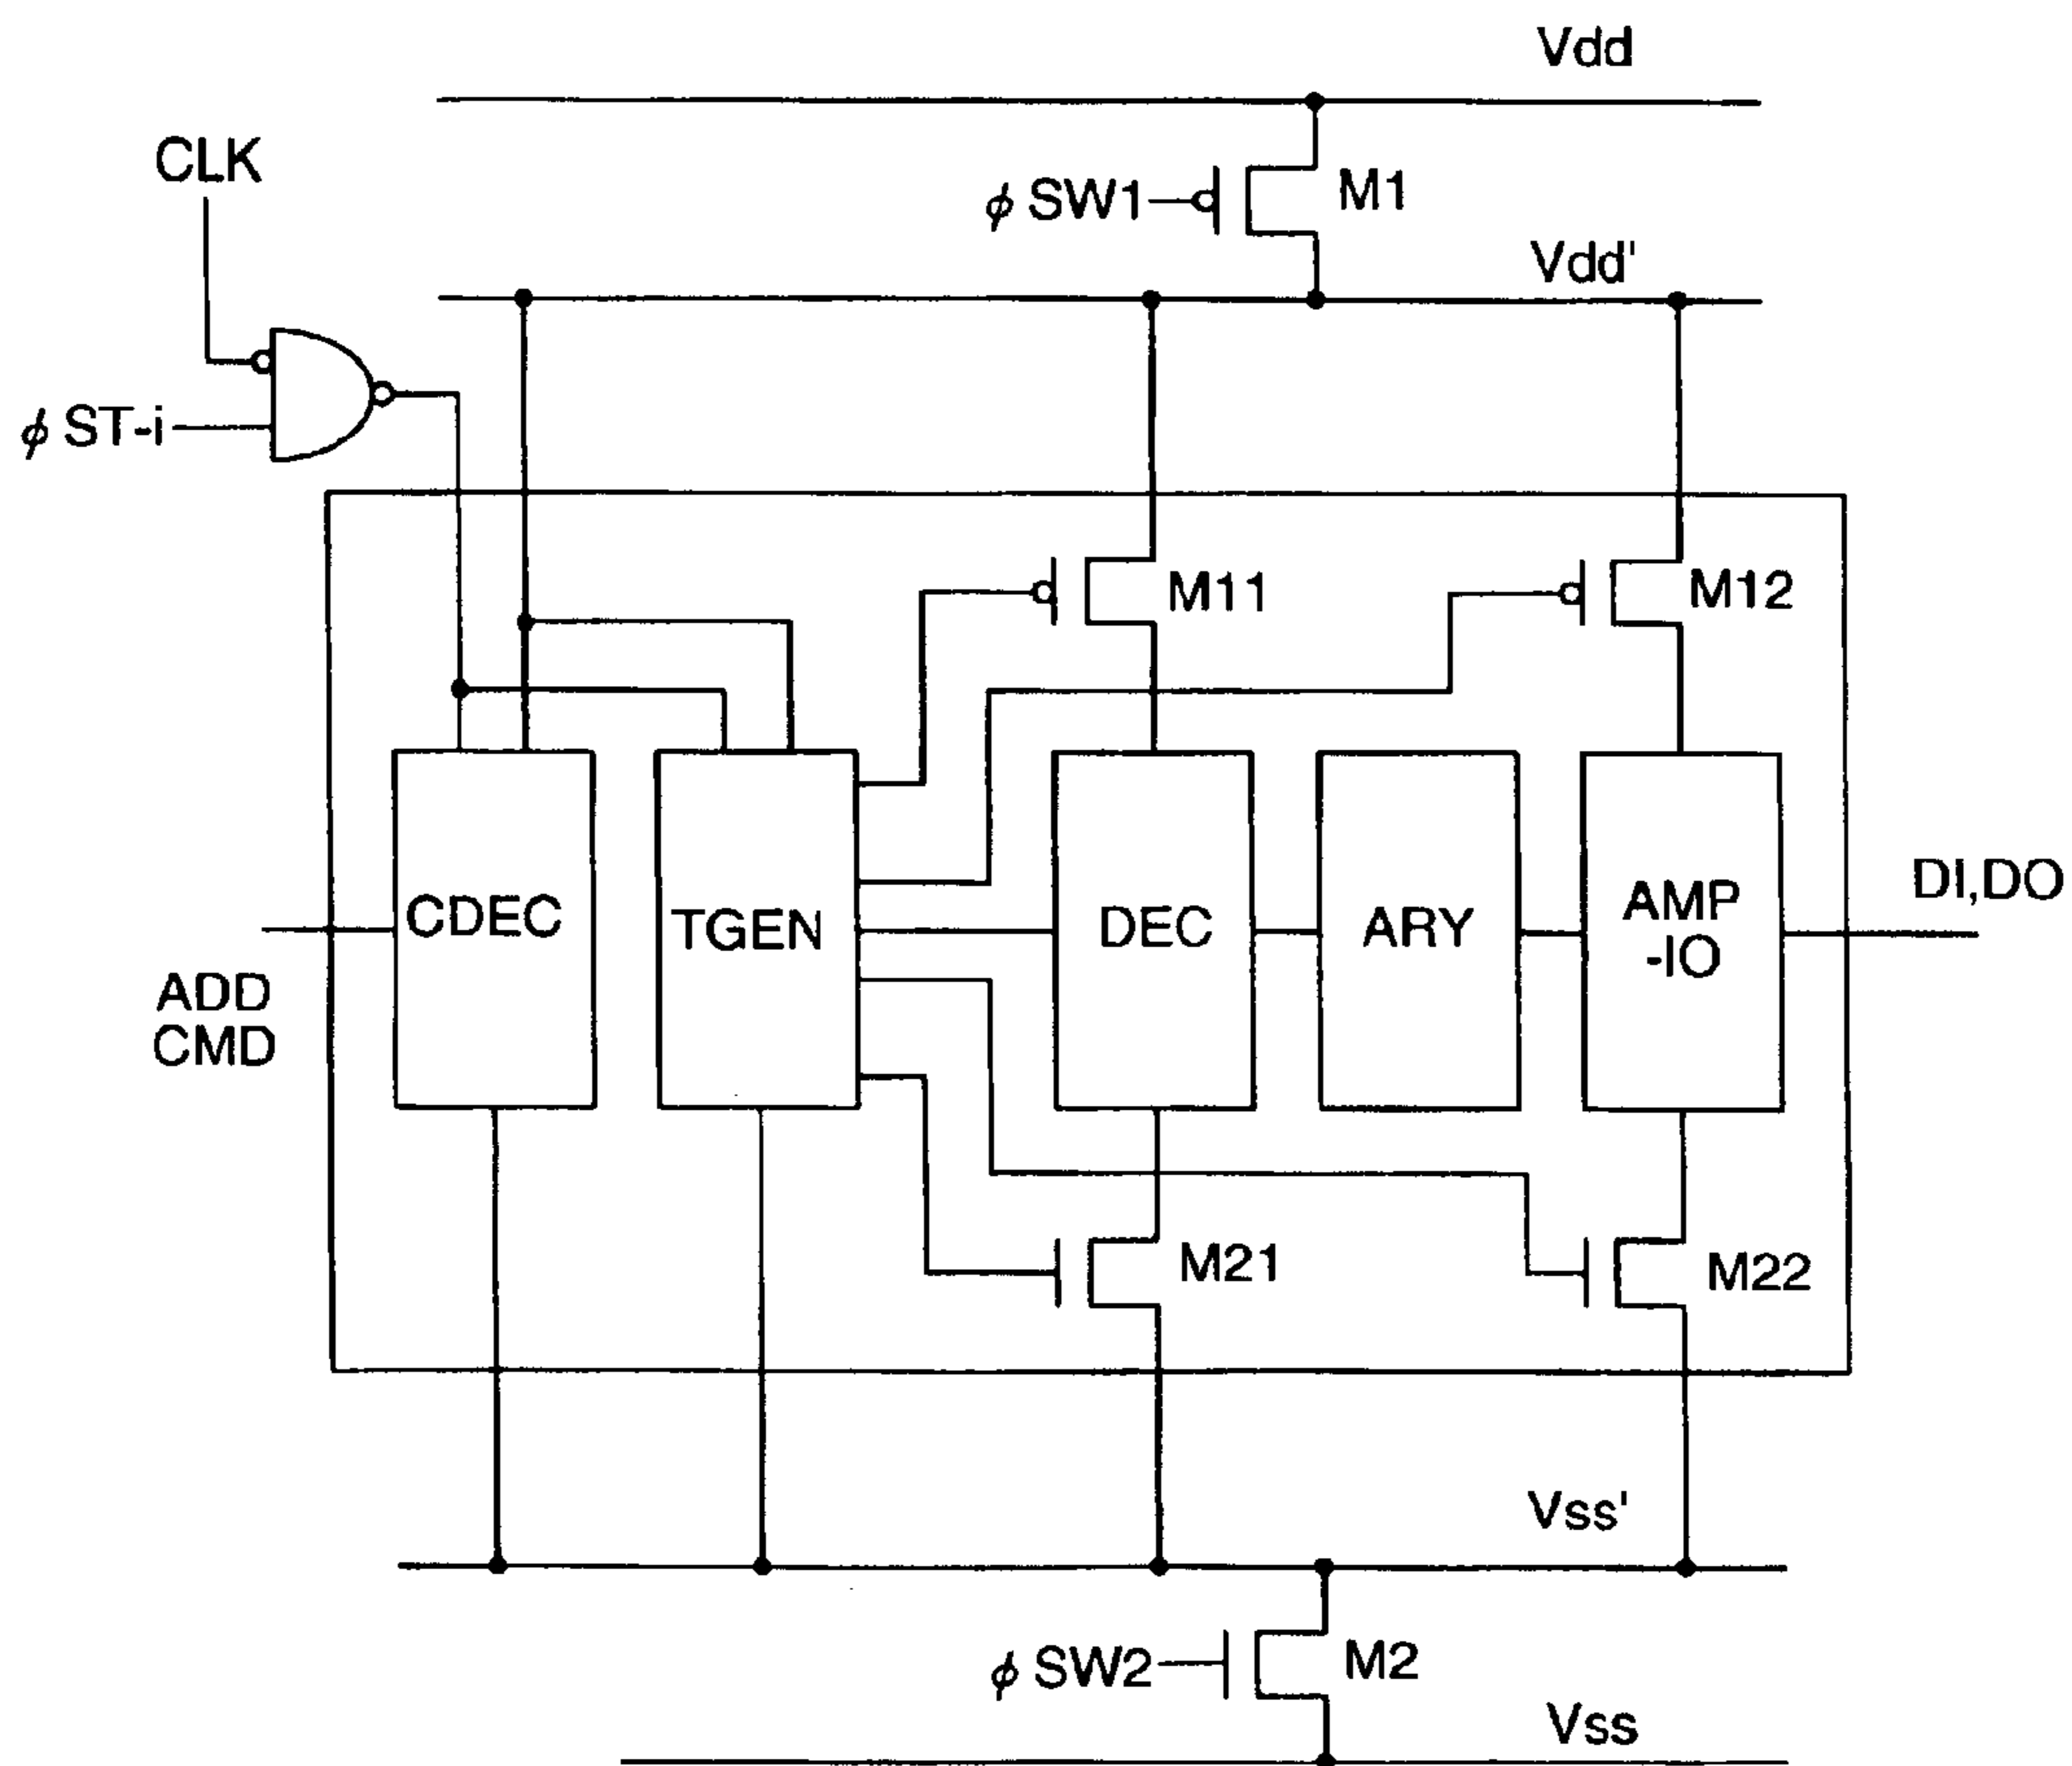 Vdd
CLK
ϕ SW1
M1
Vdd'
ϕ ST-i
M11
M12
CDEC
TGEN
DEC
ARY
AMP
-IO
DI,DO
ADD
CMD
M21
M22
Vss'
ϕ SW2
M2
Vss